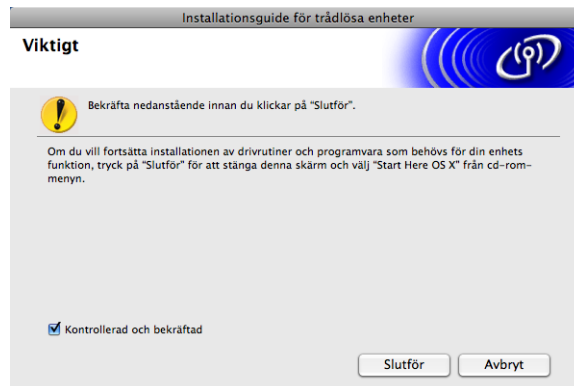 Installationsguide för trådlösa enheter
Viktigt
Bekräfta nedanstående innan du klickar på “Slutför”.
Om du vill fortsätta installationen av drivrutiner och programvara som behövs för din enhets
funktion, tryck på “Slutför” för att stänga denna skärm och välj “Start Here OS X” från cd-rom-
menyn.
Kontrollerad och bekräftad
Slutför
Avbryt